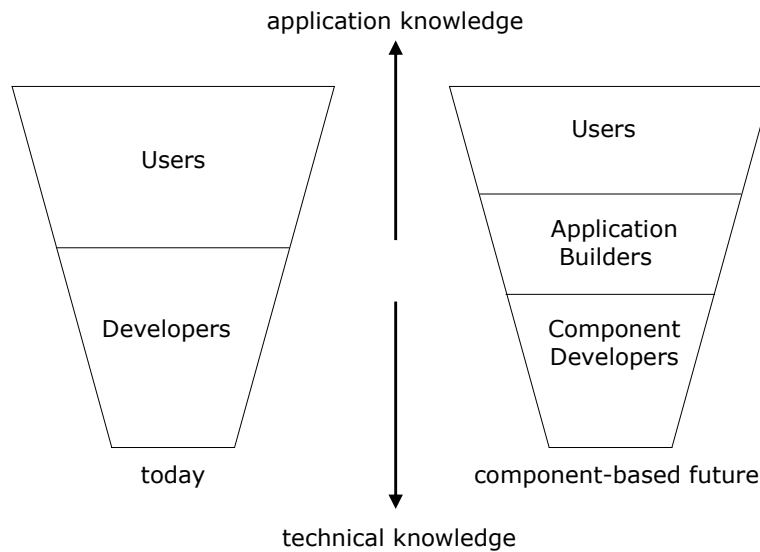 application knowledge
Users
Developers
today
Users
Application
Builders
Component
Developers
component-based future
technical knowledge